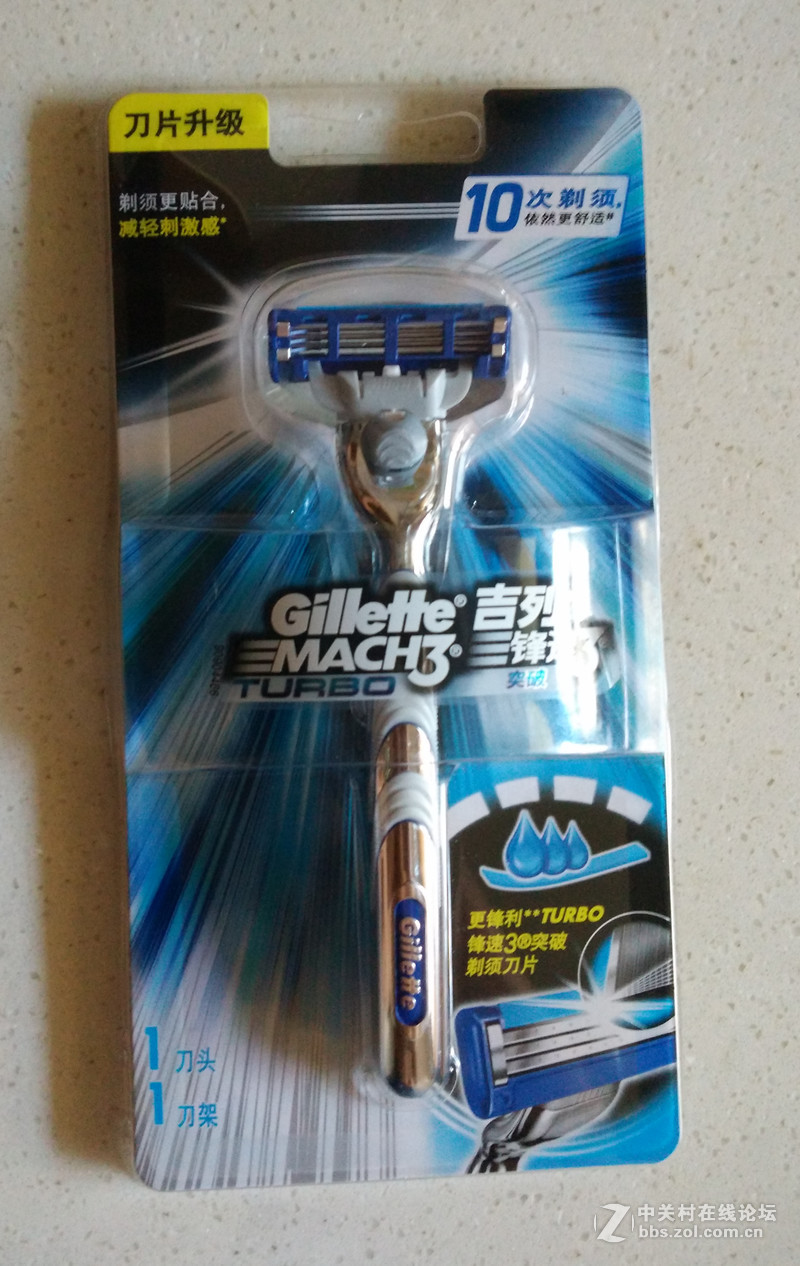 刀片升级
剃须更贴合，
减轻刺激感*
10次剃须，
依然更舒适#
Gillette® 吉列
MACH3® 锋速3
TURBO 突破
Gillette
更锋利**TURBO
锋速3®突破
剃须刀片
1 刀头
1 刀架
中关村在线论坛
bbs.zol.com.cn